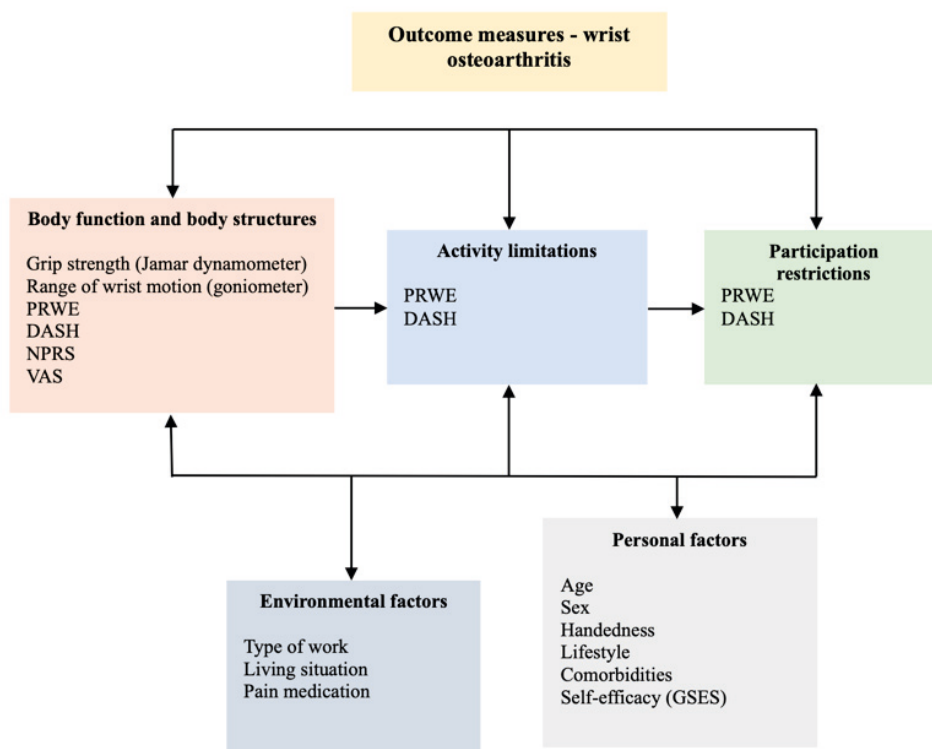 Outcome measures - wrist
osteoarthritis
Body function and body structures
Grip strength (Jamar dynamometer)
Range of wrist motion (goniometer)
PRWE
DASH
NPRS
VAS
Activity limitations
PRWE
DASH
Participation
restrictions
PRWE
DASH
Environmental factors
Type of work
Living situation
Pain medication
Personal factors
Age
Sex
Handedness
Lifestyle
Comorbidities
Self-efficacy (GSES)